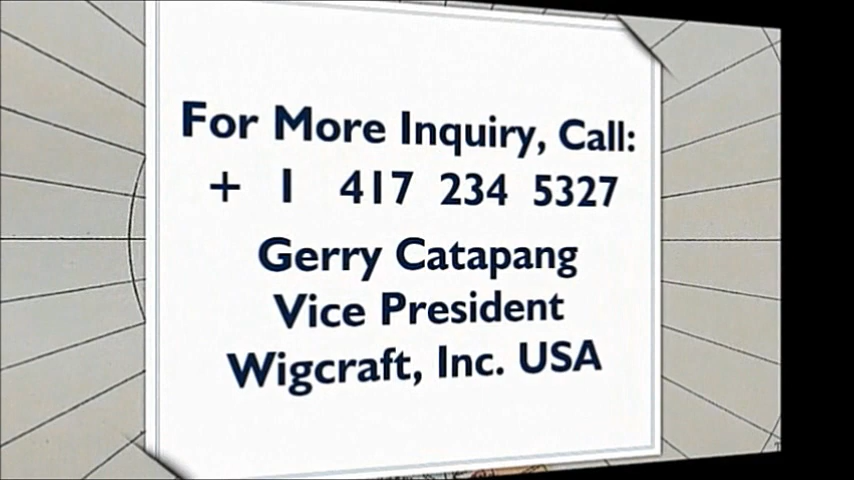 For More Inquiry, Call:
+ 1 417 234 5327
Gerry Catapang
Vice President
Wigcraft, Inc. USA